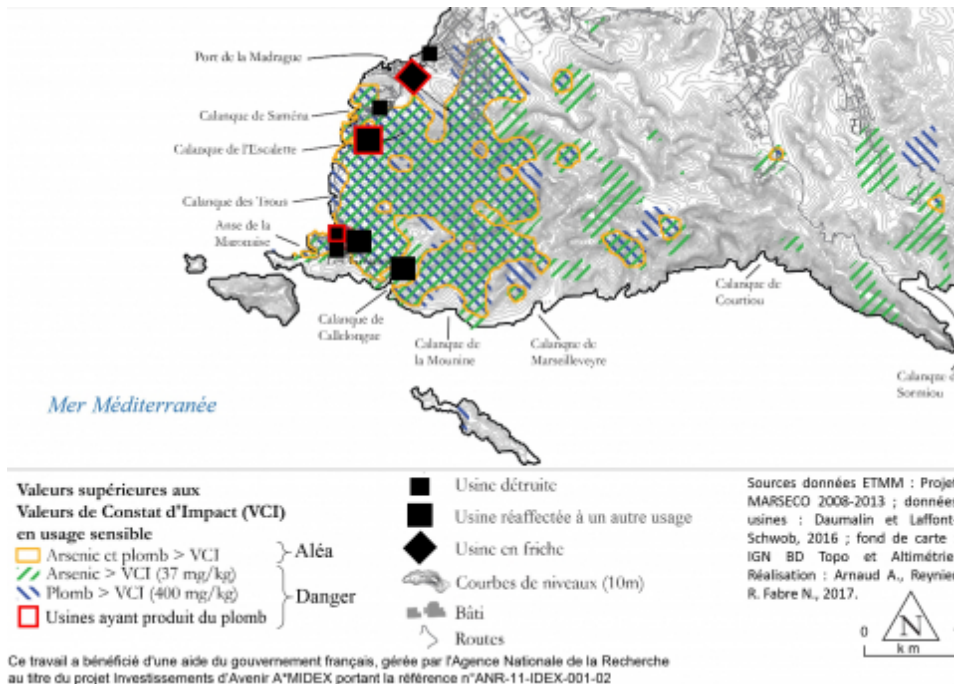 Port de la Madrague
Calanque de Saména
Calanque de l'Escalette
Calanque des Trous
Anse de la
Maronaise
Calanque de
Callelongue
Calanque de
la Mounine
Calanque de
Marseilleveyre
Calanque de
Courtiou
Calanque d
Sormiou
Mer Méditerranée
Valeurs supérieures aux
Valeurs de Constat d'Impact (VCI)
en usage sensible
Arsenic et plomb > VCI
Aléa
Arsenic > VCI (37 mg/kg)
Plomb > VCI (400 mg/kg)
Danger
Usines ayant produit du plomb
Usine détruite
Usine réaffectée à un autre usage
Usine en friche
Courbes de niveaux (10m)
Bâti
Routes
Sources données ETMM : Projet
MARSECO 2008-2013 ; données
usines : Daumalin et Laffont-
Schwob, 2016 ; fond de carte
IGN BD Topo et Altimétrie
Réalisation : Arnaud A., Reynier
R. Fabre N., 2017.
N
0
km
Ce travail a bénéficié d'une aide du gouvernement français, gérée par l'Agence Nationale de la Recherche
au titre du projet Investissements d'Avenir A*MIDEX portant la référence n°ANR-11-IDEX-001-02